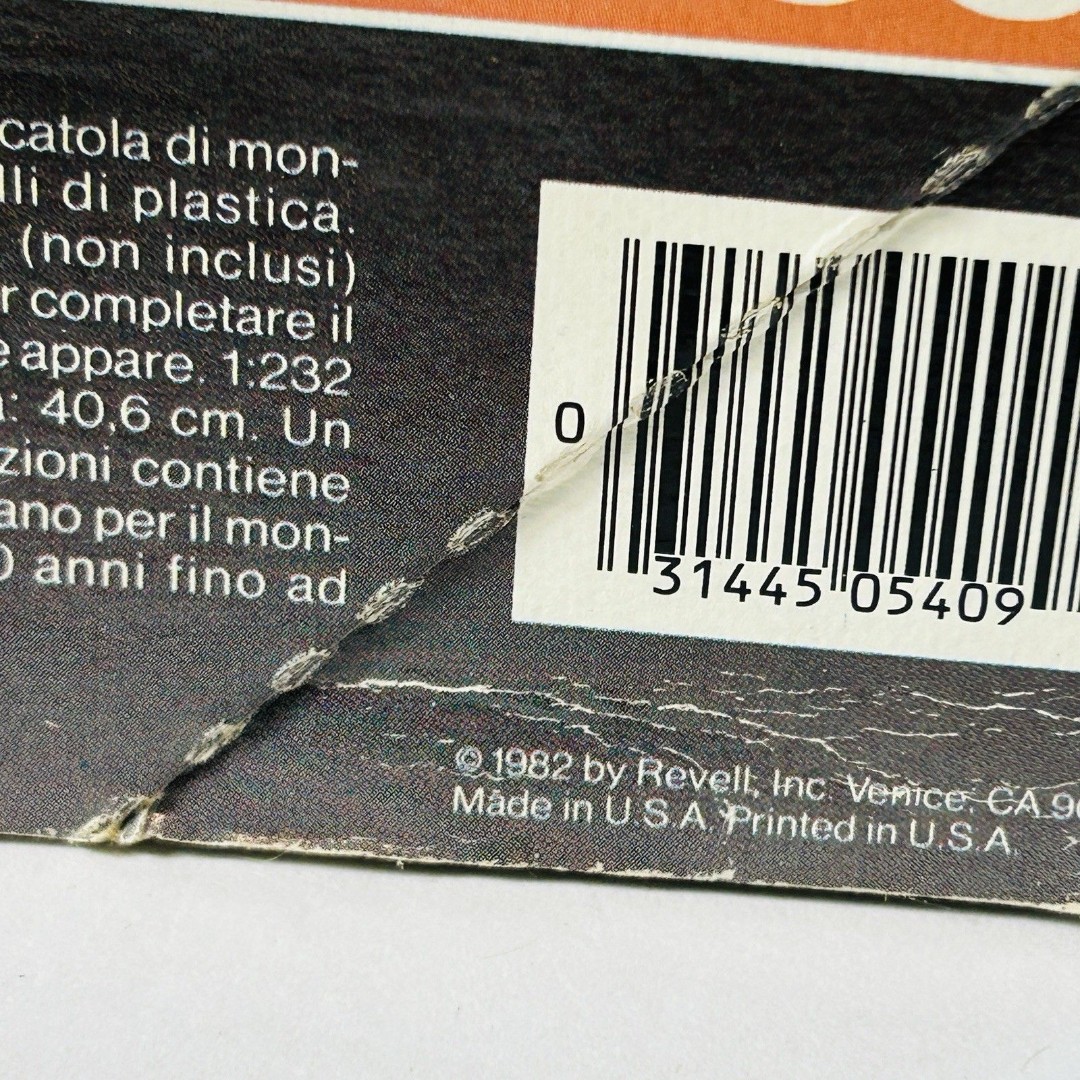 catola di mon-
lli di plastica.
(non inclusi)
r completare il
e appare. 1:232
a: 40,6 cm. Un
zioni contiene
ano per il mon-
0 anni fino ad
0
31445 05409
© 1982 by Revell, Inc. Venice, CA 90
Made in U.S.A. Printed in U.S.A.